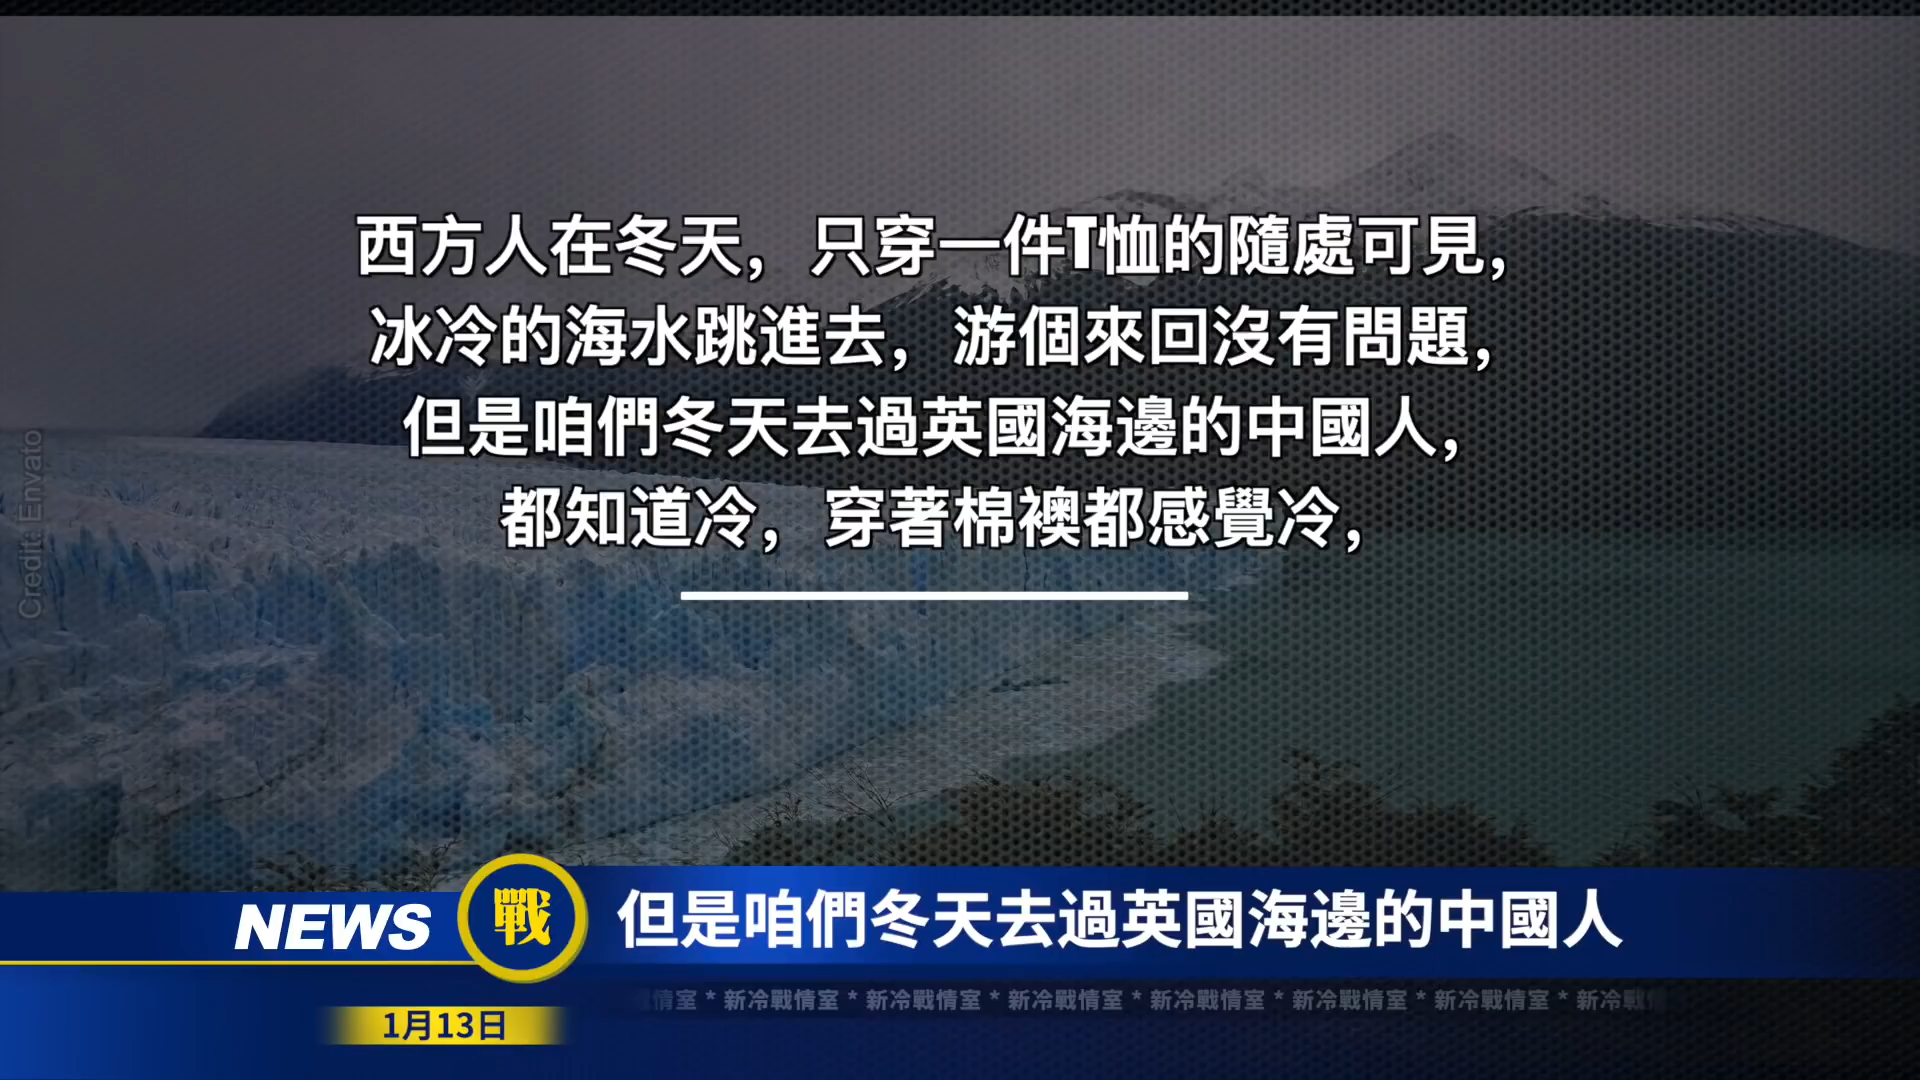 西方人在冬天，只穿一件T恤的隨處可見，
冰冷的海水跳進去，游個來回沒有問題，
但是咱們冬天去過英國海邊的中國人，
都知道冷，穿著棉襖都感覺冷，
Credit: Envato
NEWS
戰
但是咱們冬天去過英國海邊的中國人
情室 * 新冷戰情室 * 新冷戰情室 * 新冷戰情室 * 新冷戰情室 * 新冷戰情室 * 新冷戰情室 * 新冷戰情
1月13日